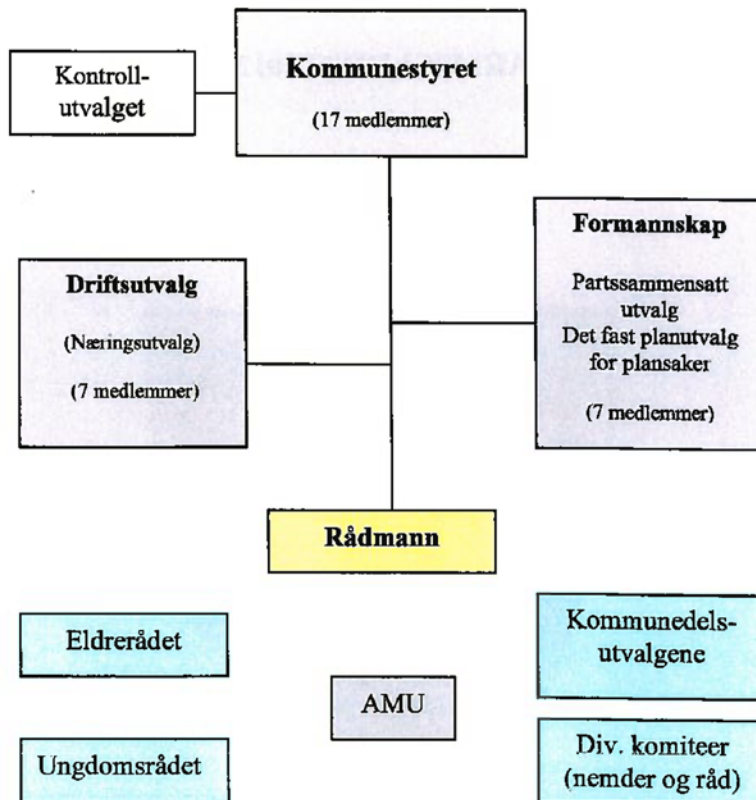 Kontroll-
utvalget
Kommunestyret
(17 medlemmer)
Driftsutvalg
(Næringsutvalg)
(7 medlemmer)
Formannskap
Partssammensatt
utvalg
Det fast planutvalg
for plansaker
(7 medlemmer)
Rådmann
Eldrerådet
Kommunedels-
utvalgene
AMU
Ungdomsrådet
Div. komiteer
(nemder og råd)